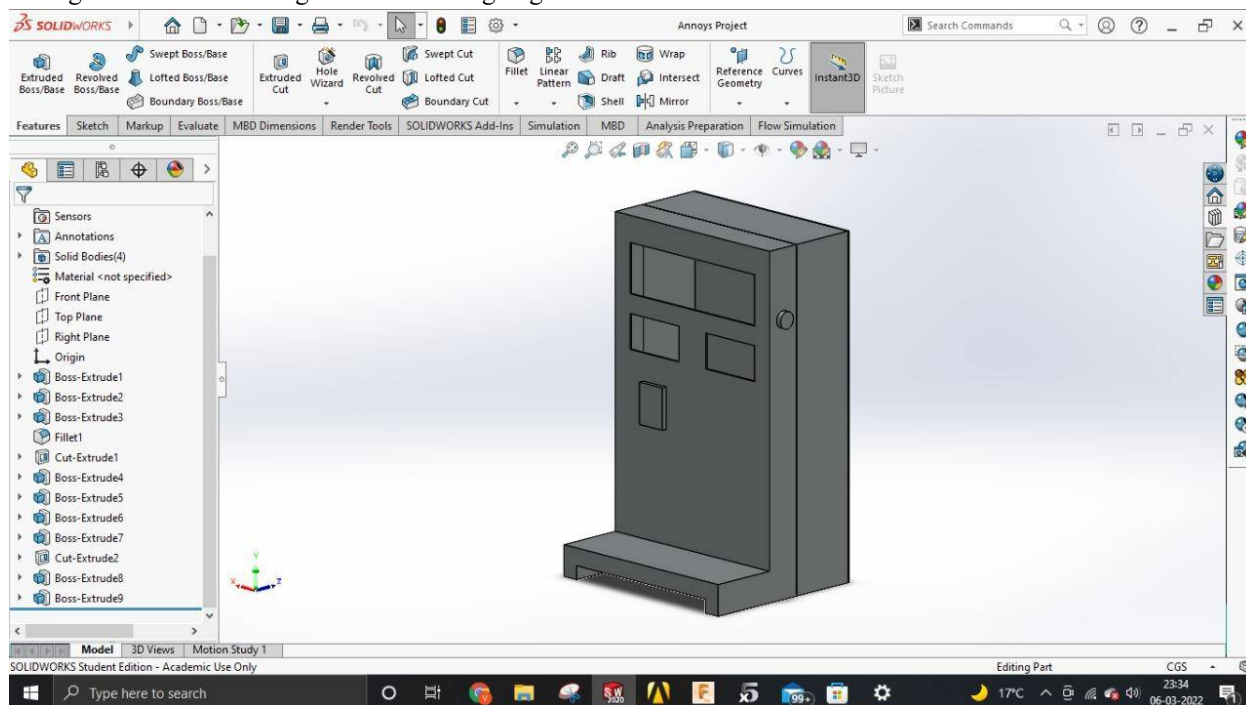 SOLIDWORKS
Annoys Project
Search Commands
Extruded Boss/Base
Revolved Boss/Base
Swept Boss/Base
Lofted Boss/Base
Boundary Boss/Base
Extruded Cut
Hole Wizard
Revolved Cut
Swept Cut
Lofted Cut
Boundary Cut
Fillet
Linear Pattern
Rib
Draft
Shell
Wrap
Intersect
Mirror
Reference Geometry
Curves
Instant3D
Sketch Picture
Features Sketch Markup Evaluate MBD Dimensions Render Tools SOLIDWORKS Add-Ins Simulation MBD Analysis Preparation Flow Simulation
Sensors
Annotations
Solid Bodies(4)
Material <not specified>
Front Plane
Top Plane
Right Plane
Origin
Boss-Extrude1
Boss-Extrude2
Boss-Extrude3
Fillet1
Cut-Extrude1
Boss-Extrude4
Boss-Extrude5
Boss-Extrude6
Boss-Extrude7
Cut-Extrude2
Boss-Extrude8
Boss-Extrude9
Y
X
Z
Model 3D Views Motion Study 1
SOLIDWORKS Student Edition - Academic Use Only
Editing Part
CGS
Type here to search
SW 2020
F
x5
99+
17°C
23:34
06-03-2022
1